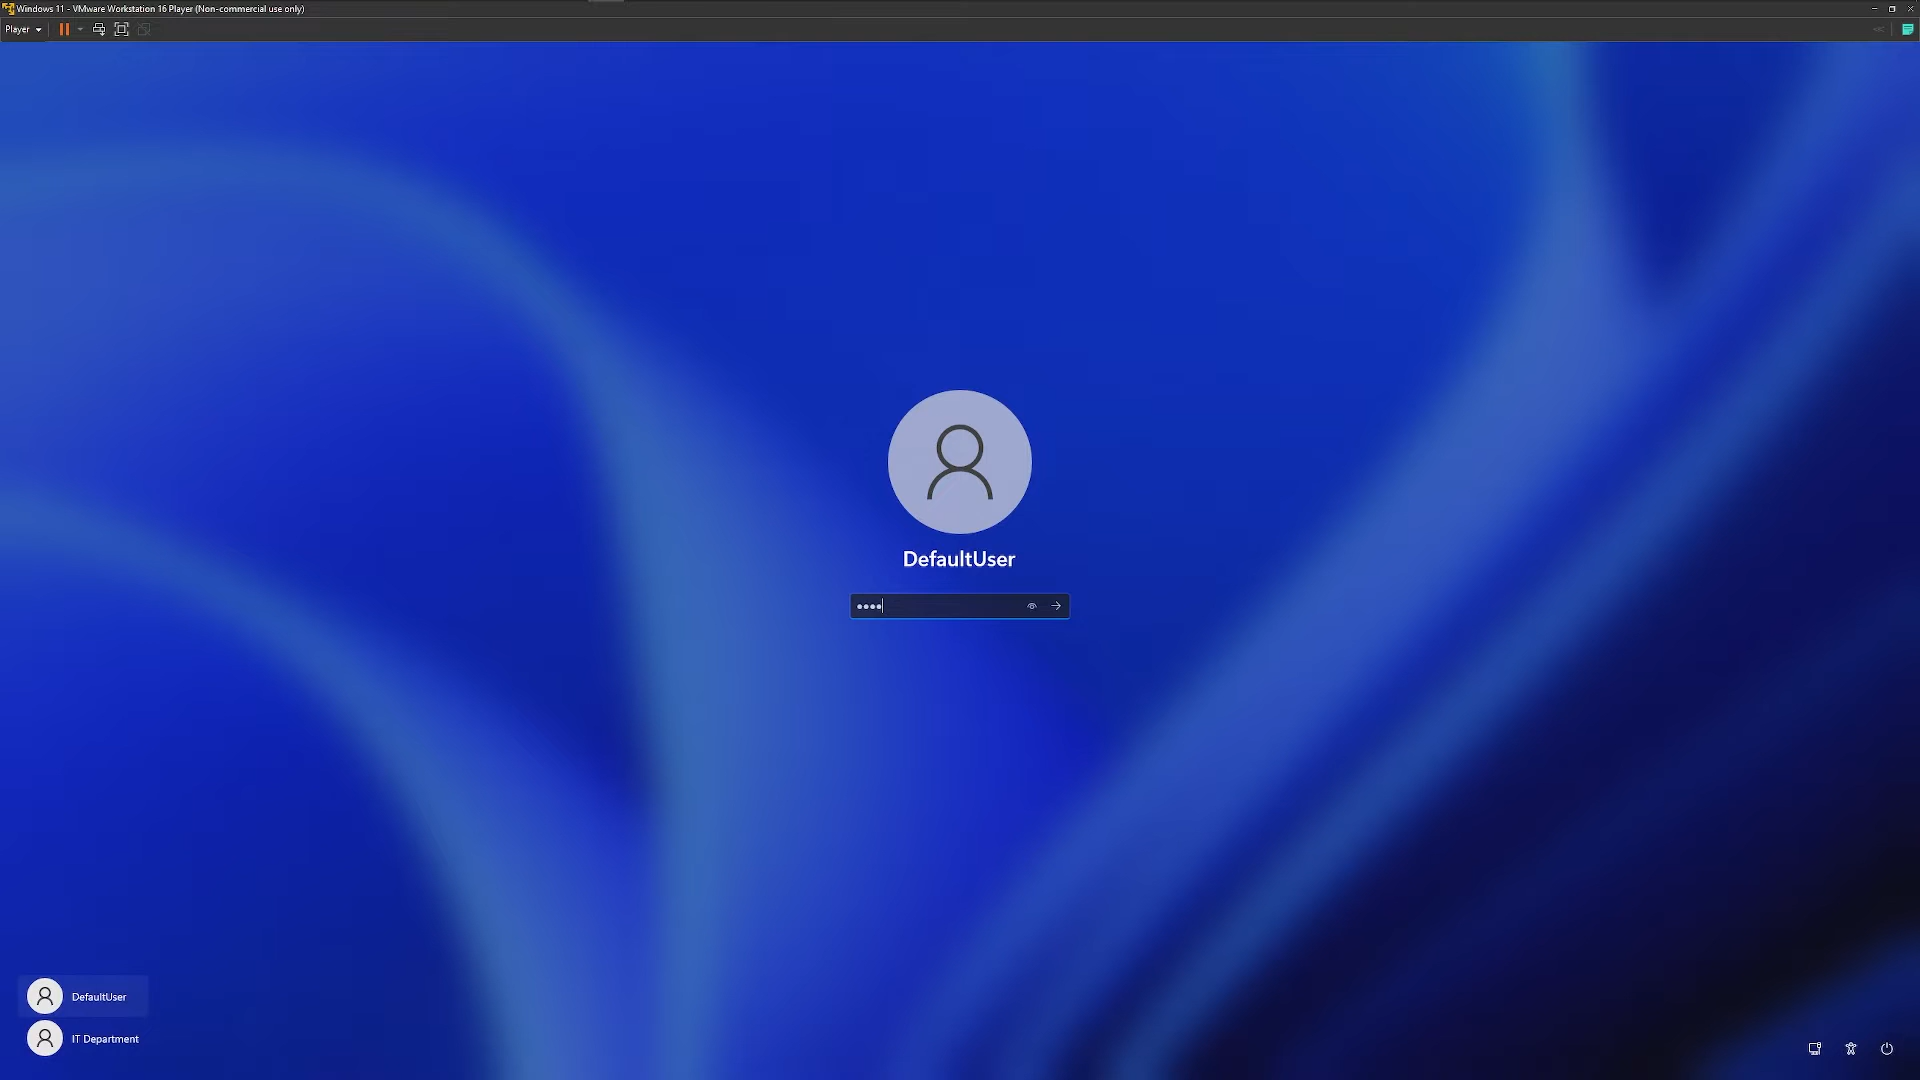 Windows 11 - VMware Workstation 16 Player (Non-commercial use only)
Player
DefaultUser
DefaultUser
IT Department